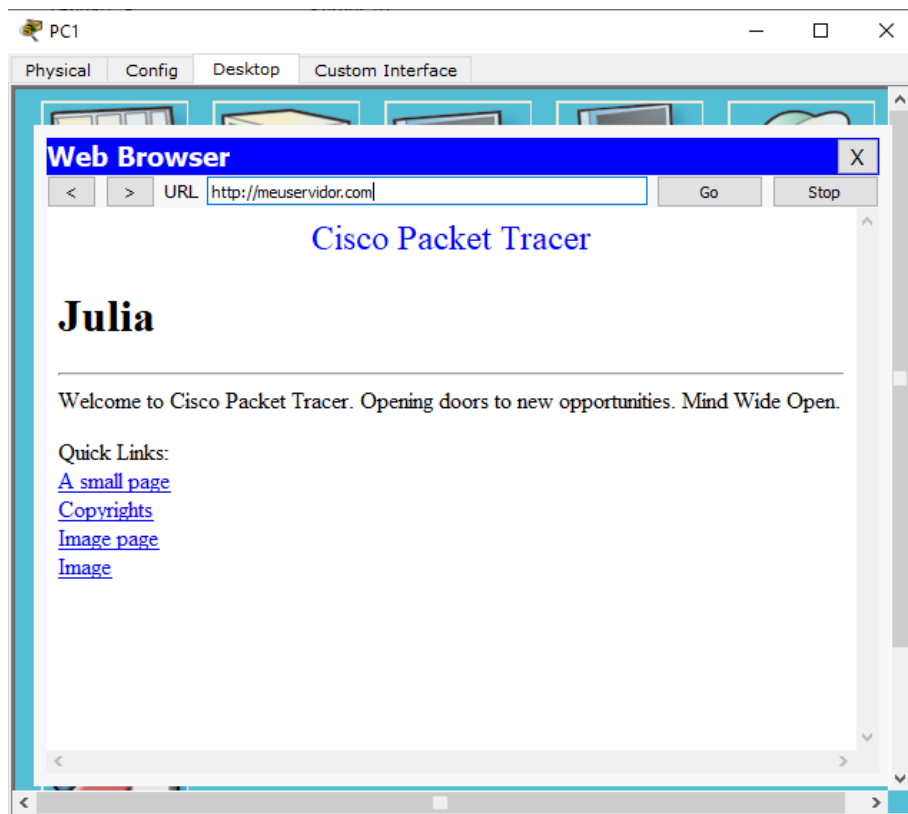 PC1
Physical Config Desktop Custom Interface
Web Browser X
< > URL http://meuservidor.com Go Stop
Cisco Packet Tracer
Julia
Welcome to Cisco Packet Tracer. Opening doors to new opportunities. Mind Wide Open.
Quick Links:
A small page
Copyrights
Image page
Image